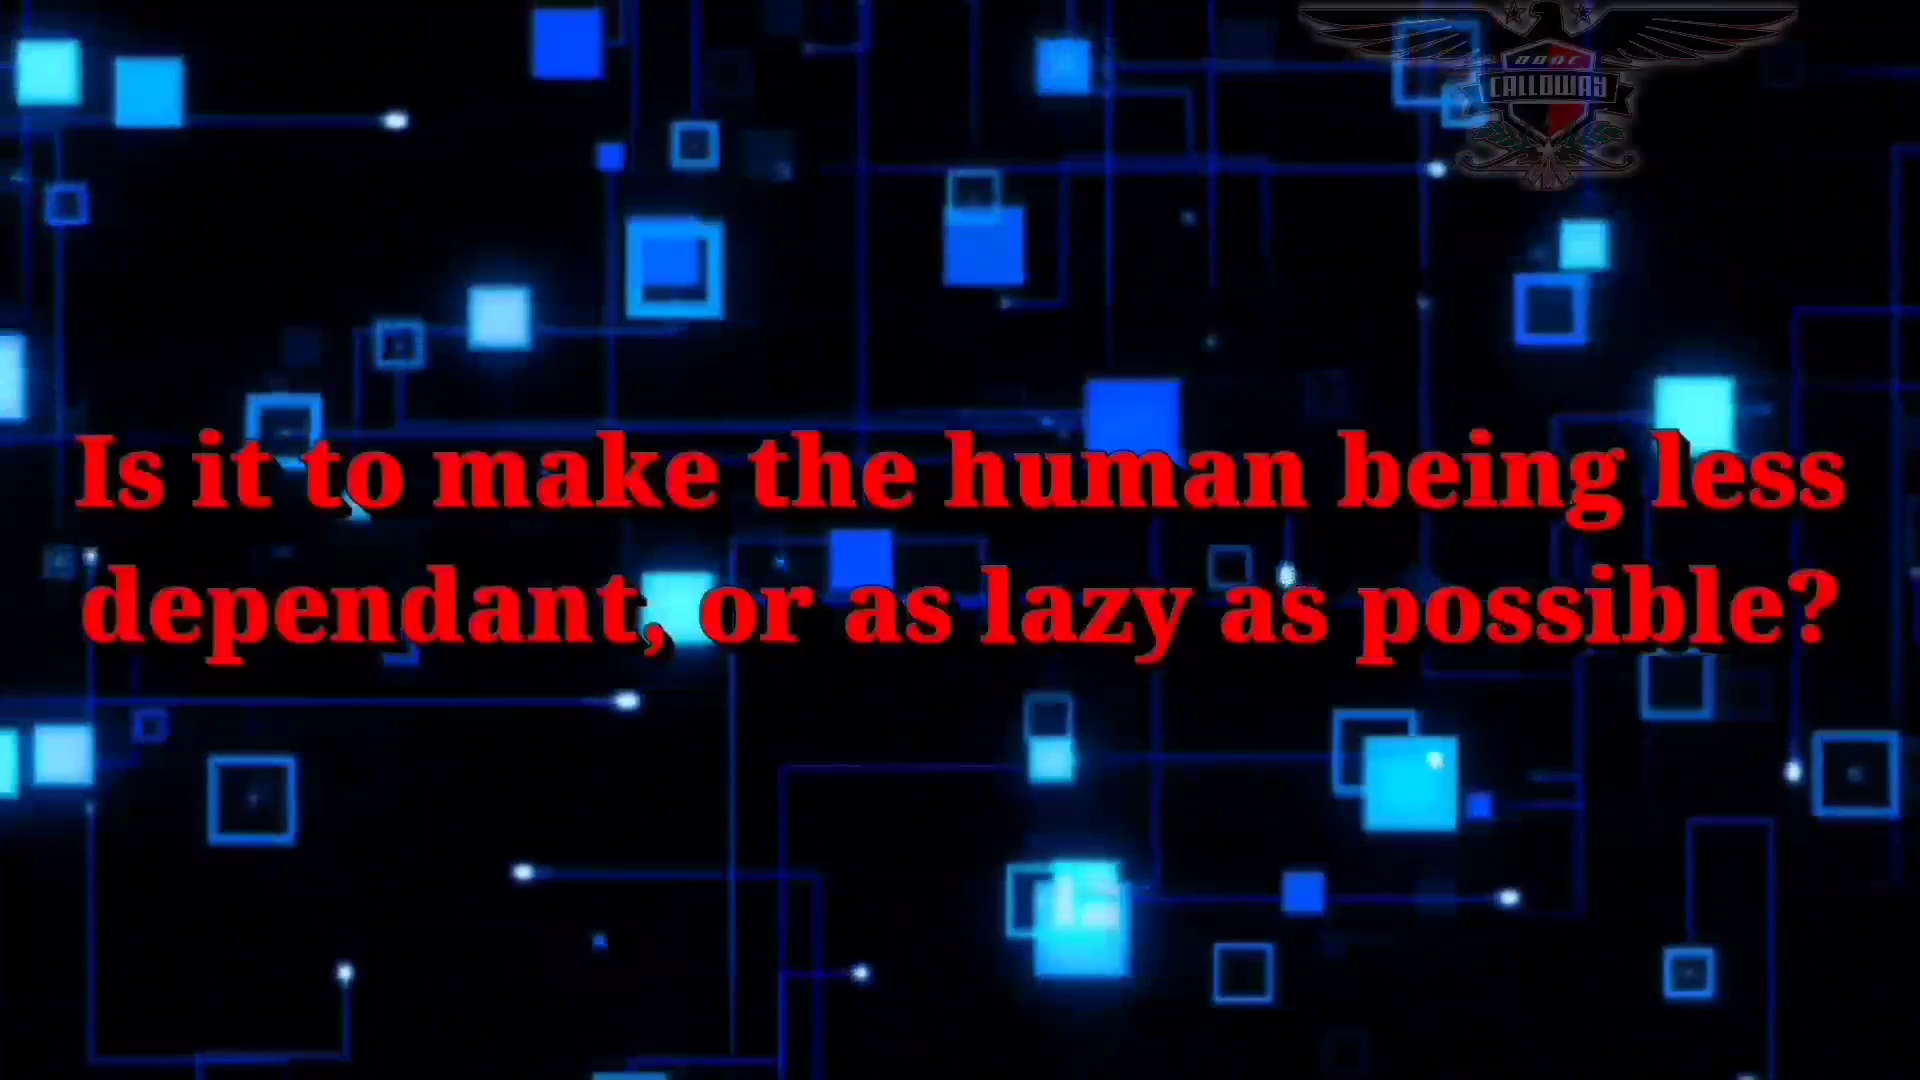 CALLOWAY
Is it to make the human being less
dependant, or as lazy as possible?